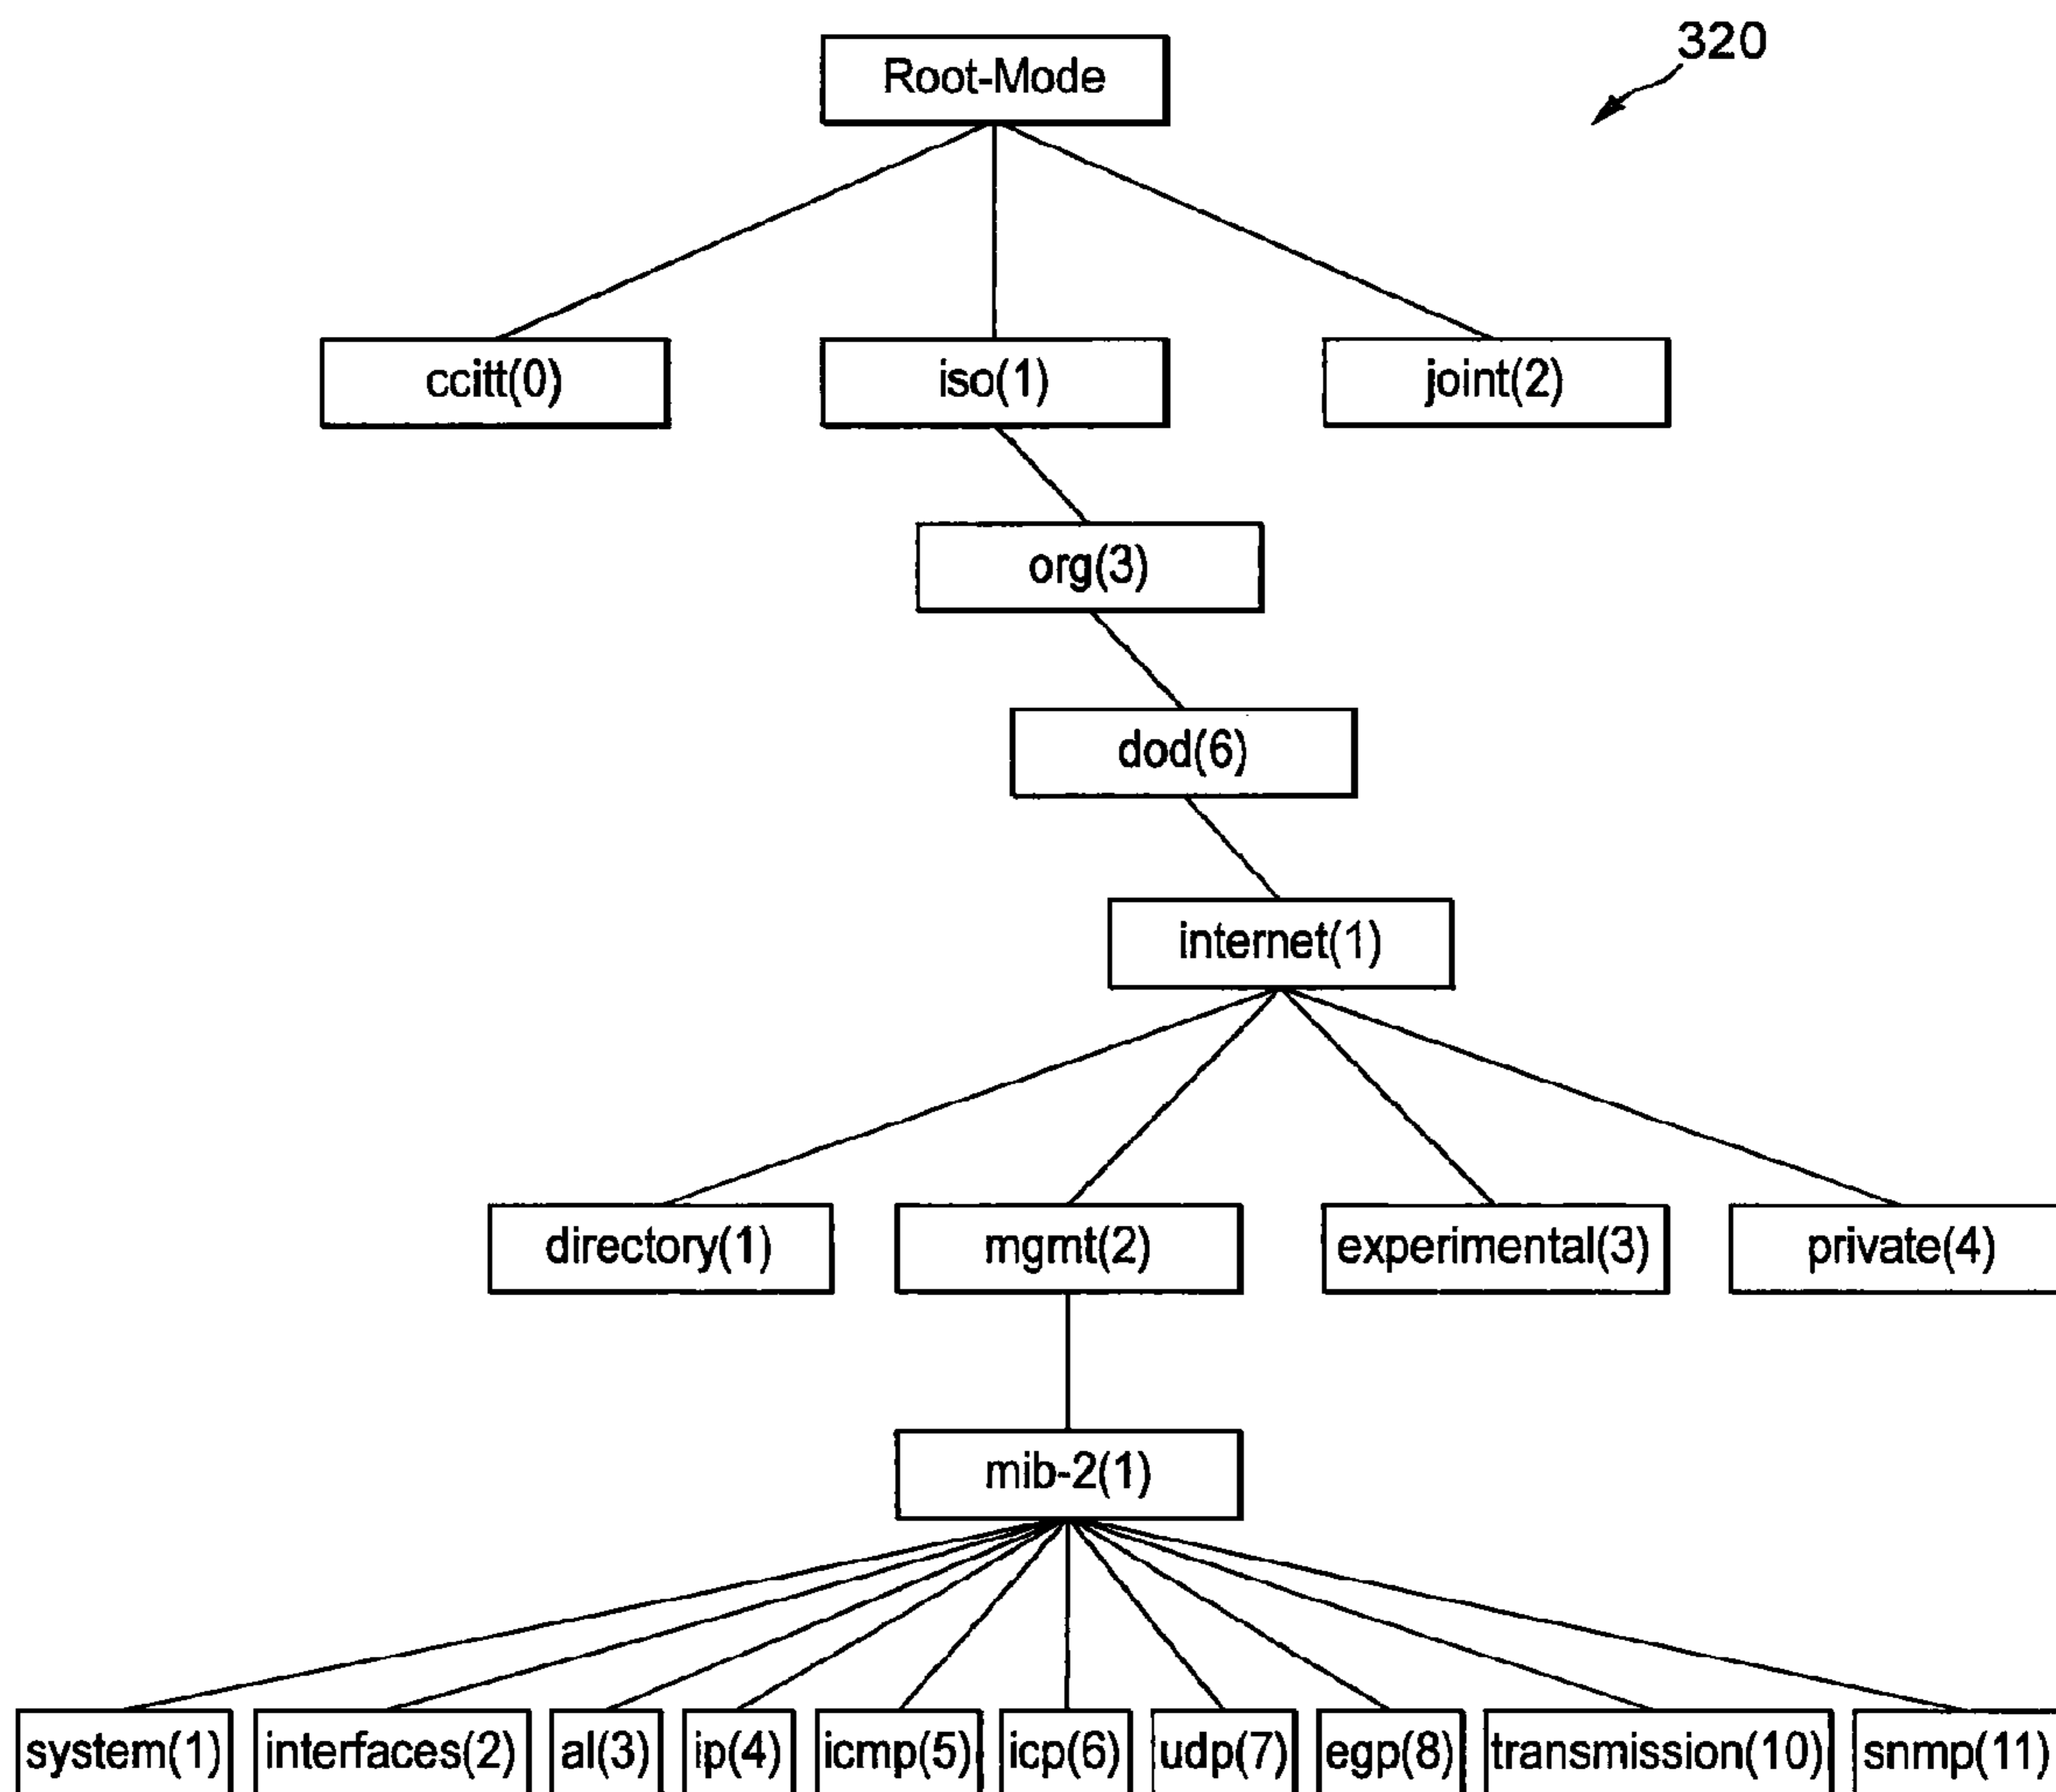 320
Root-Mode
ccitt(0)
iso(1)
joint(2)
org(3)
dod(6)
internet(1)
directory(1)
mgmt(2)
experimental(3)
private(4)
mib-2(1)
system(1)
interfaces(2)
al(3)
ip(4)
icmp(5)
icp(6)
udp(7)
egp(8)
transmission(10)
snmp(11)